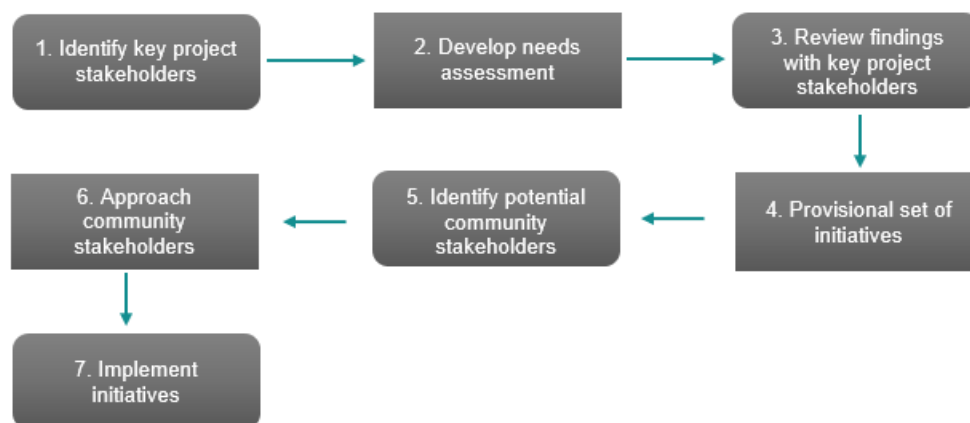 1. Identify key project
stakeholders
2. Develop needs
assessment
3. Review findings
with key project
stakeholders
4. Provisional set of
initiatives
5. Identify potential
community
stakeholders
6. Approach
community
stakeholders
7. Implement
initiatives